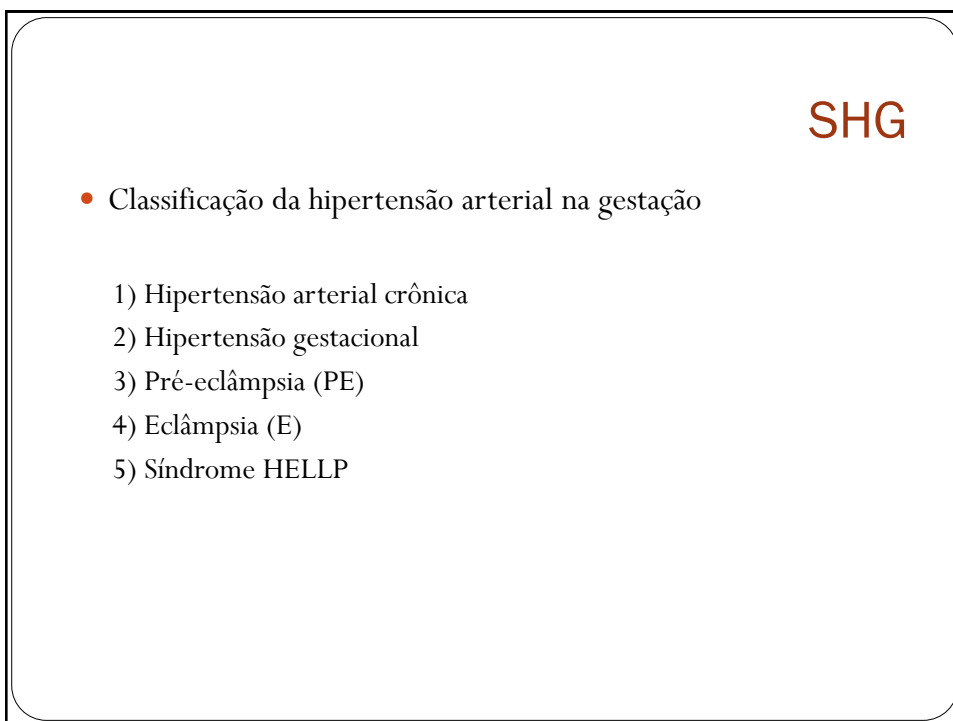 SHG
• Classificação da hipertensão arterial na gestação
1) Hipertensão arterial crônica
2) Hipertensão gestacional
3) Pré-eclâmpsia (PE)
4) Eclâmpsia (E)
5) Síndrome HELLP